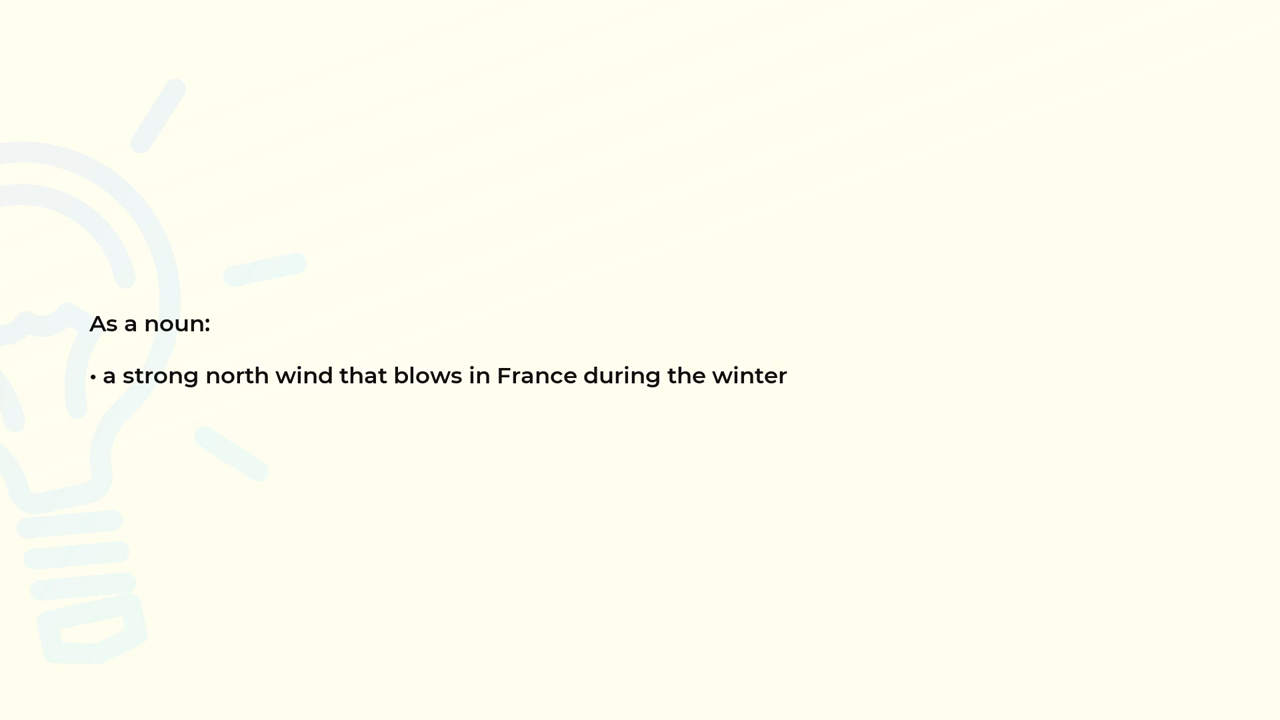 As a noun:
• a strong north wind that blows in France during the winter